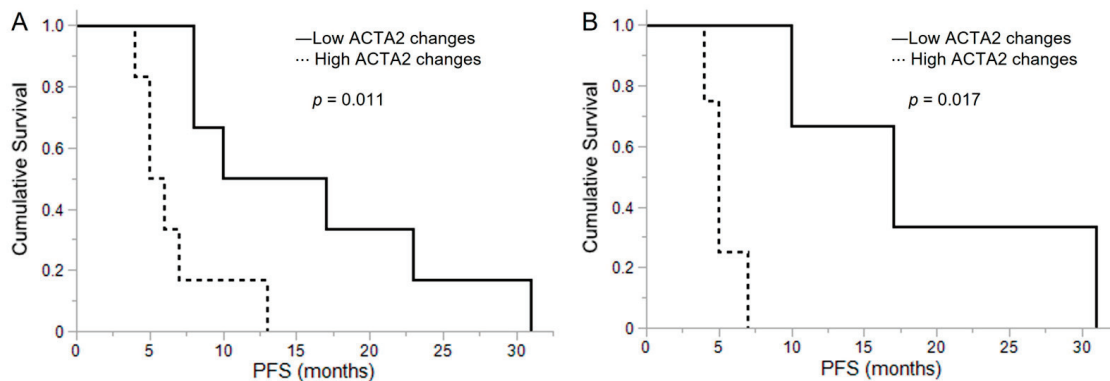 A
Cumulative Survival
1.0
0.8
0.6
0.4
0.2
0
—Low ACTA2 changes
--- High ACTA2 changes
p = 0.011
0 5 10 15 20 25 30
PFS (months)
B
Cumulative Survival
1.0
0.8
0.6
0.4
0.2
0
—Low ACTA2 changes
--- High ACTA2 changes
p = 0.017
0 5 10 15 20 25 30
PFS (months)